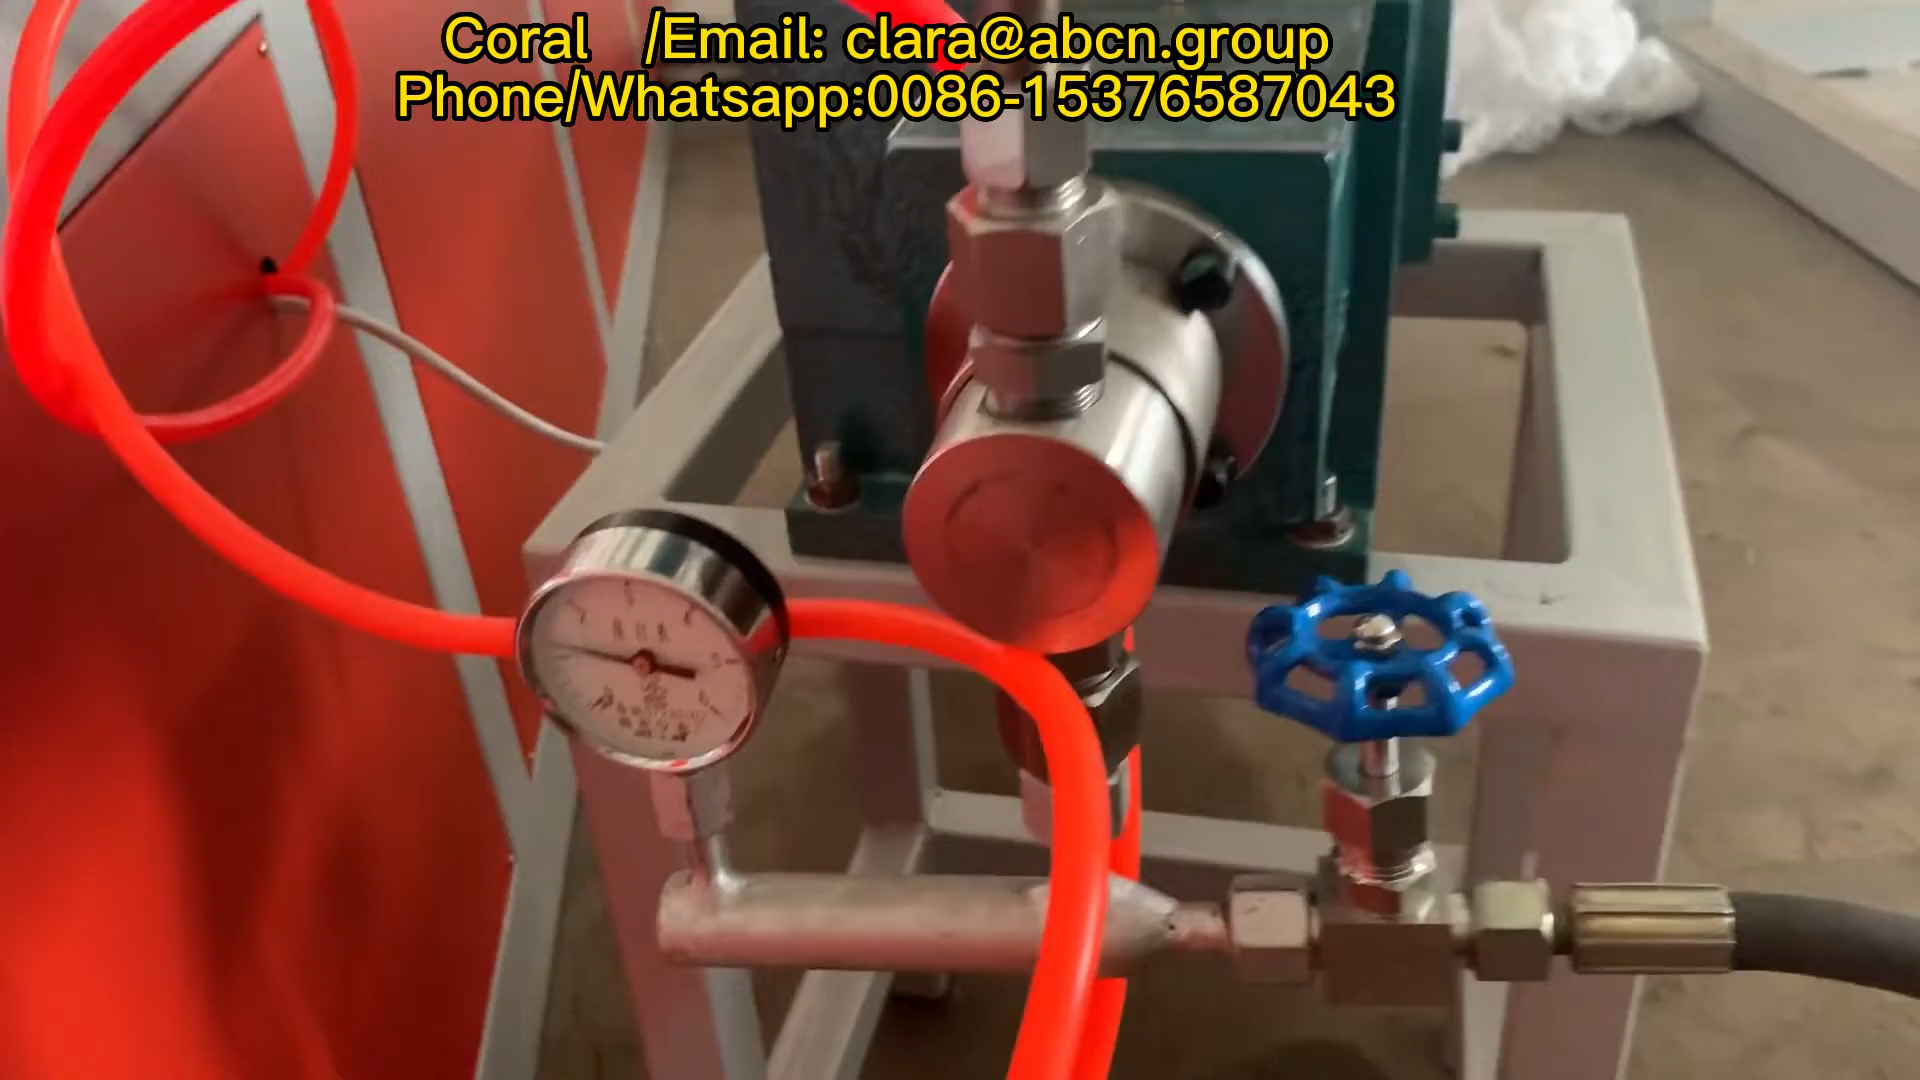 Coral /Email: clara@abcn.group
Phone/Whatsapp:0086-15376587043